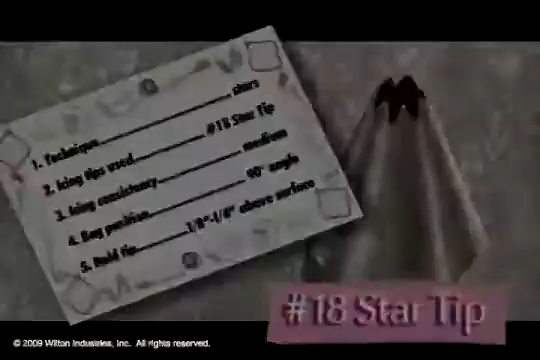 1. Technique stars
2. Icing tips used #18 Star Tip
3. Icing consistency medium
4. Bag position 90° angle
5. Hold tip 1/8"-1/4" above surface
#18 Star Tip
© 2009 Wilton Industries, Inc. All rights reserved.